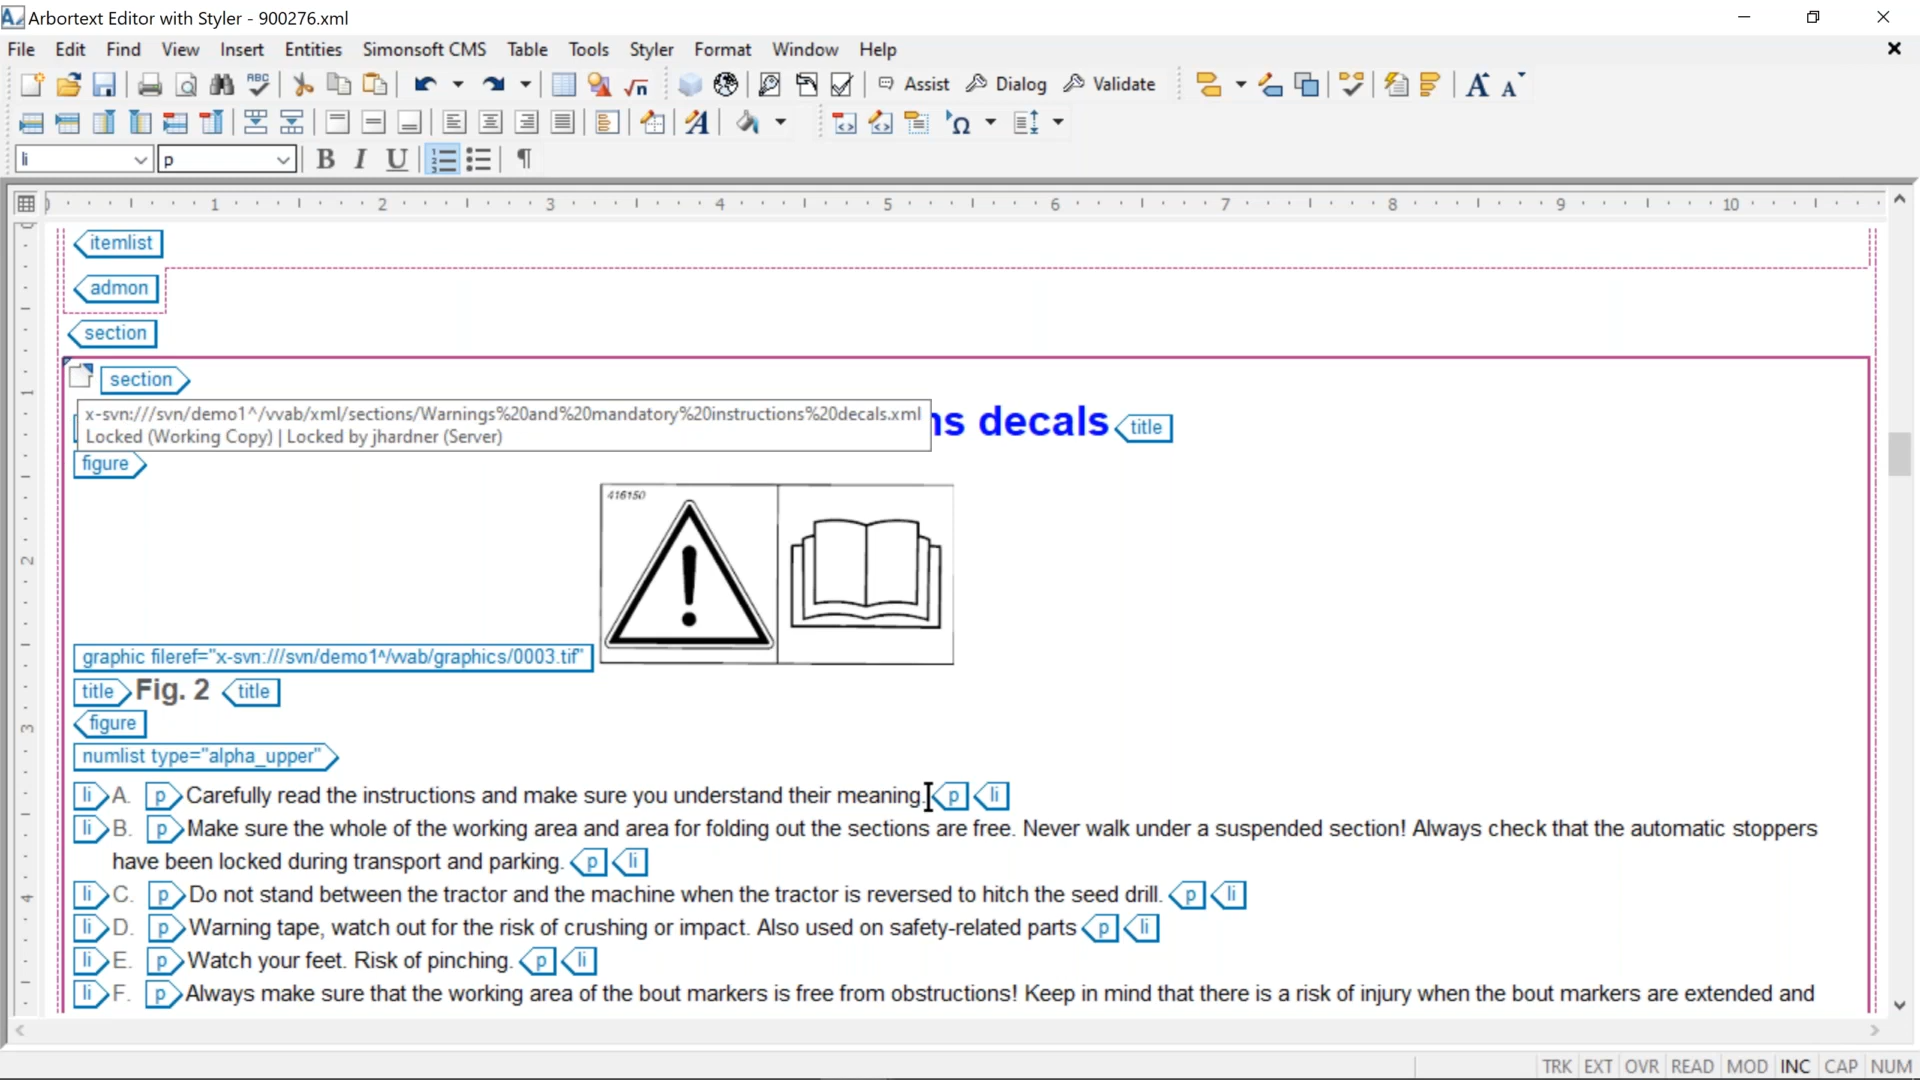 Arbortext Editor with Styler - 900276.xml
File Edit Find View Insert Entities Simonsoft CMS Table Tools Styler Format Window Help
ABC Assist Dialog Validate
li p B I U
1 2 3 4 5 6 7 8 9 10
itemlist
admon
section
section
x-svn:///svn/demo1^/vvab/xml/sections/Warnings%20and%20mandatory%20instructions%20decals.xml
Locked (Working Copy) | Locked by jhardner (Server)
ns decals title
figure
416150
graphic fileref="x-svn:///svn/demo1^/vvab/graphics/0003.tif"
title Fig. 2 title
figure
numlist type="alpha_upper"
li A. p Carefully read the instructions and make sure you understand their meaning. p li
li B. p Make sure the whole of the working area and area for folding out the sections are free. Never walk under a suspended section! Always check that the automatic stoppers
have been locked during transport and parking. p li
li C. p Do not stand between the tractor and the machine when the tractor is reversed to hitch the seed drill. p li
li D. p Warning tape, watch out for the risk of crushing or impact. Also used on safety-related parts p li
li E. p Watch your feet. Risk of pinching. p li
li F. p Always make sure that the working area of the bout markers is free from obstructions! Keep in mind that there is a risk of injury when the bout markers are extended and
1
2
3
4
TRK EXT OVR READ MOD INC CAP NUM